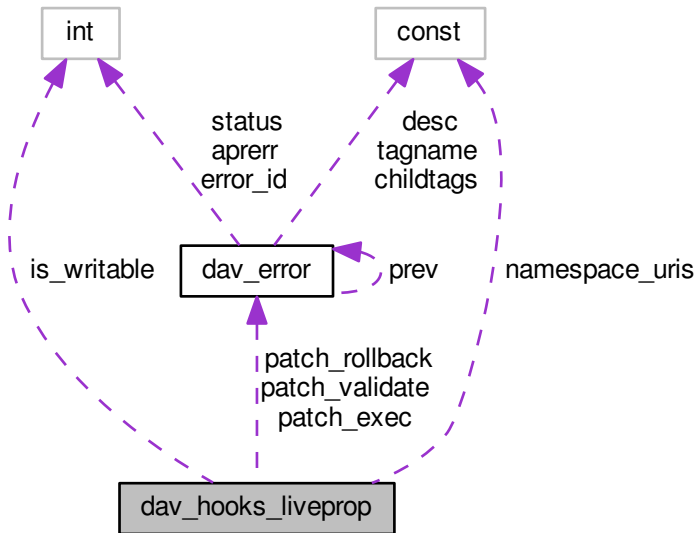 int
const
status
aprerr
error_id
desc
tagname
childtags
is_writable
dav_error
prev
namespace_uris
patch_rollback
patch_validate
patch_exec
dav_hooks_liveprop